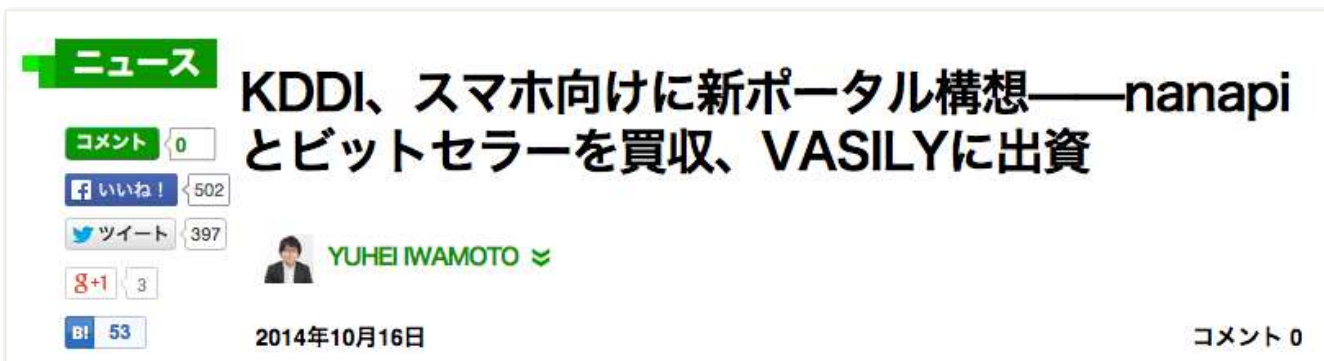 ニュース
KDDI、スマホ向けに新ポータル構想——nanapi
とビットセラーを買収、VASILYに出資
コメント 0
いいね！ 502
ツイート 397
g+1 3
B! 53
YUHEI IWAMOTO
2014年10月16日
コメント 0